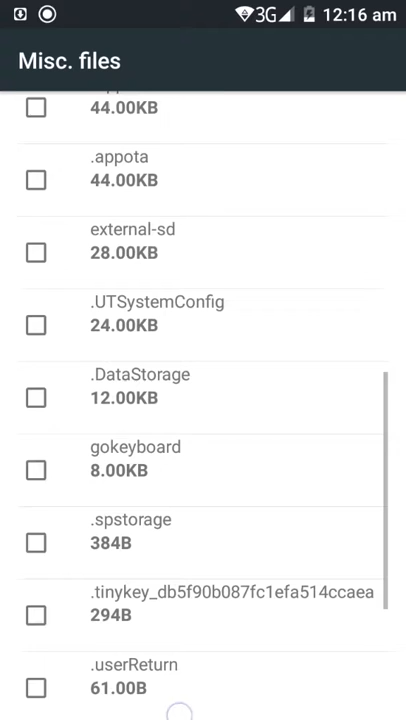 3G 12:16 am
Misc. files
44.00KB
.appota
44.00KB
external-sd
28.00KB
.UTSystemConfig
24.00KB
.DataStorage
12.00KB
gokeyboard
8.00KB
.spstorage
384B
.tinykey_db5f90b087fc1efa514ccaea
294B
.userReturn
61.00B